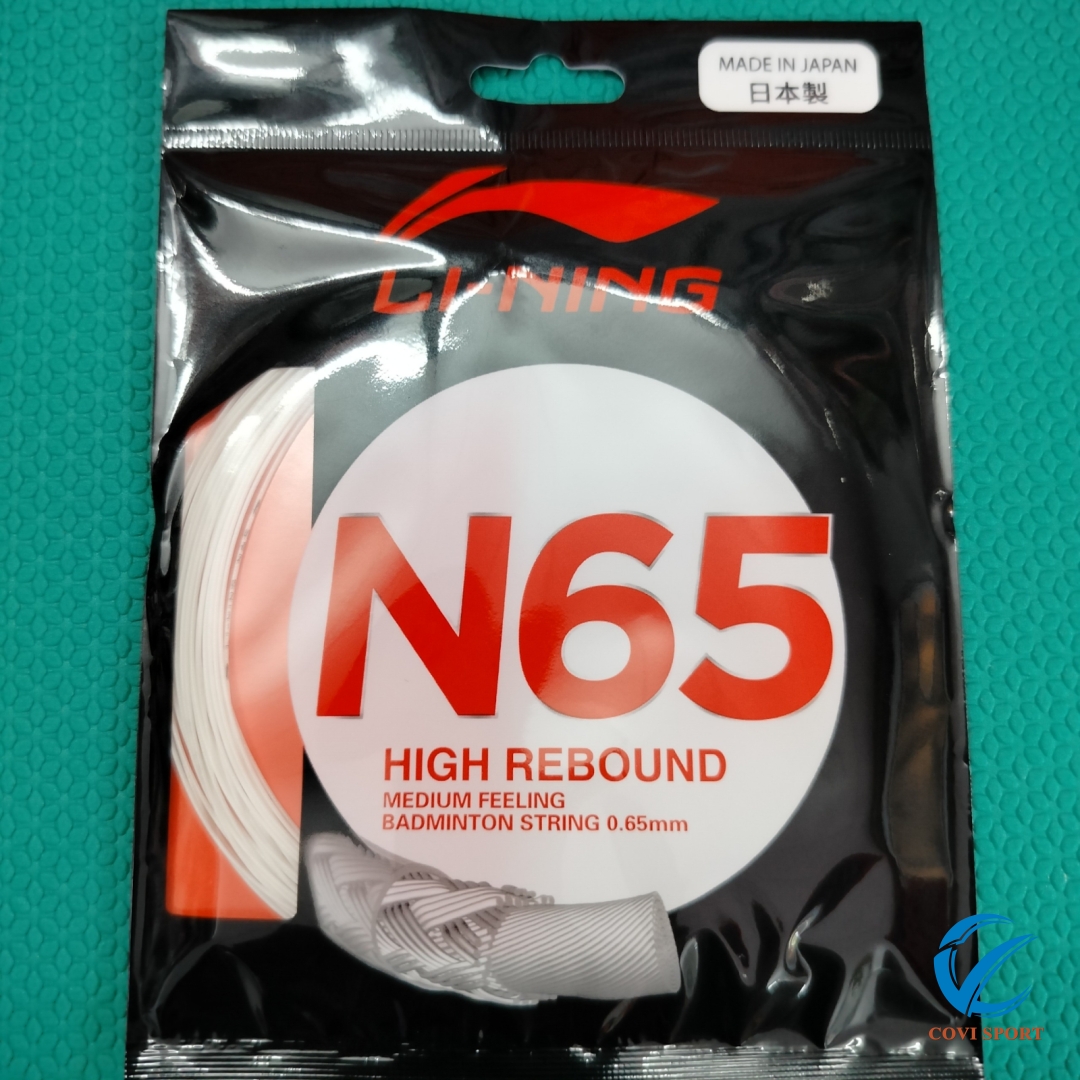 MADE IN JAPAN
日本製
LI-NING
N65
HIGH REBOUND
MEDIUM FEELING
BADMINTON STRING 0.65mm
COVI SPORT